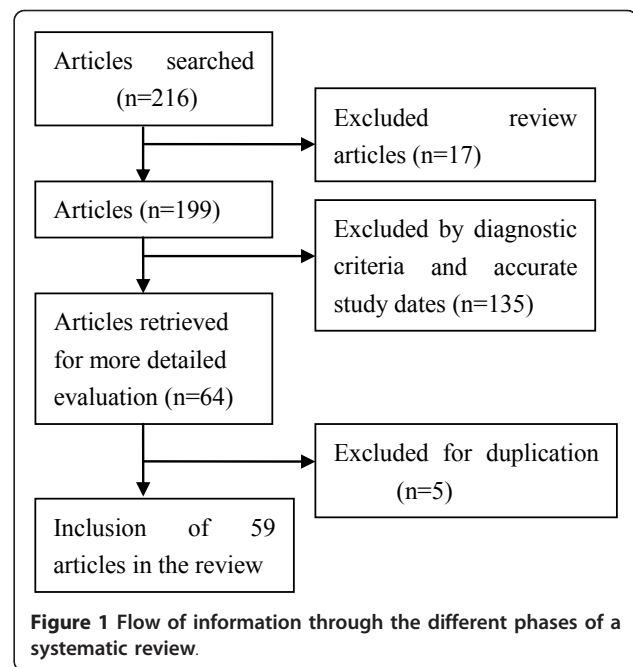 Articles searched
(n=216)
Excluded review
articles (n=17)
Articles (n=199)
Excluded by diagnostic
criteria and accurate
study dates (n=135)
Articles retrieved
for more detailed
evaluation (n=64)
Excluded for duplication
(n=5)
Inclusion of 59
articles in the review
Figure 1 Flow of information through the different phases of a
systematic review.